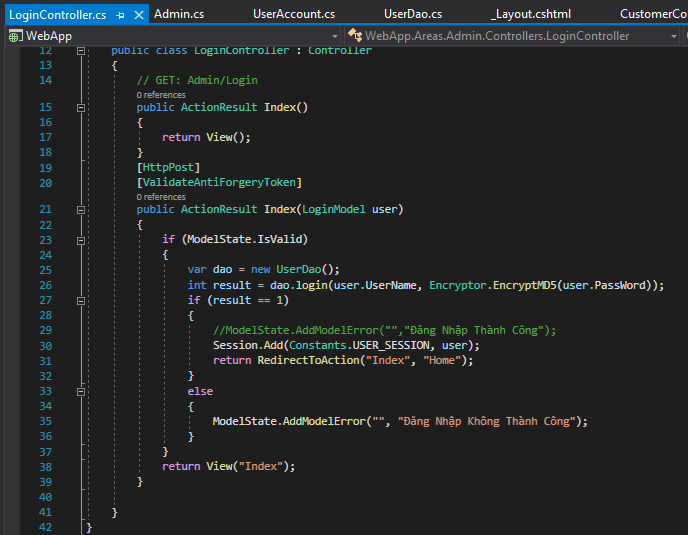 LoginController.cs Admin.cs UserAccount.cs UserDao.cs _Layout.cshtml CustomerCo
WebApp WebApp.Areas.Admin.Controllers.LoginController
12 public class LoginController : Controller
13 {
14 // GET: Admin/Login
0 references
15 public ActionResult Index()
16 {
17 return View();
18 }
19 [HttpPost]
20 [ValidateAntiForgeryToken]
0 references
21 public ActionResult Index(LoginModel user)
22 {
23 if (ModelState.IsValid)
24 {
25 var dao = new UserDao();
26 int result = dao.login(user.UserName, Encryptor.EncryptMD5(user.PassWord));
27 if (result == 1)
28 {
29 //ModelState.AddModelError("","Đăng Nhập Thành Công");
30 Session.Add(Constants.USER_SESSION, user);
31 return RedirectToAction("Index", "Home");
32 }
33 else
34 {
35 ModelState.AddModelError("", "Đăng Nhập Không Thành Công");
36 }
37 }
38 return View("Index");
39 }
40
41 }
42 }